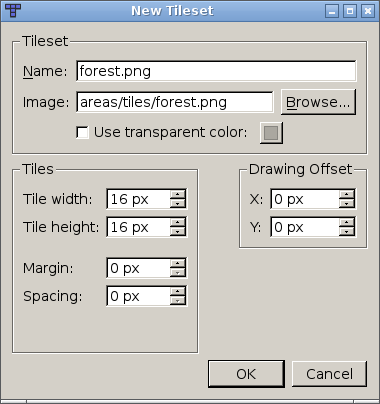 New Tileset
Tileset
Name: forest.png
Image: areas/tiles/forest.png Browse...
Use transparent color:
Tiles
Tile width: 16 px
Tile height: 16 px
Margin: 0 px
Spacing: 0 px
Drawing Offset
X: 0 px
Y: 0 px
OK Cancel